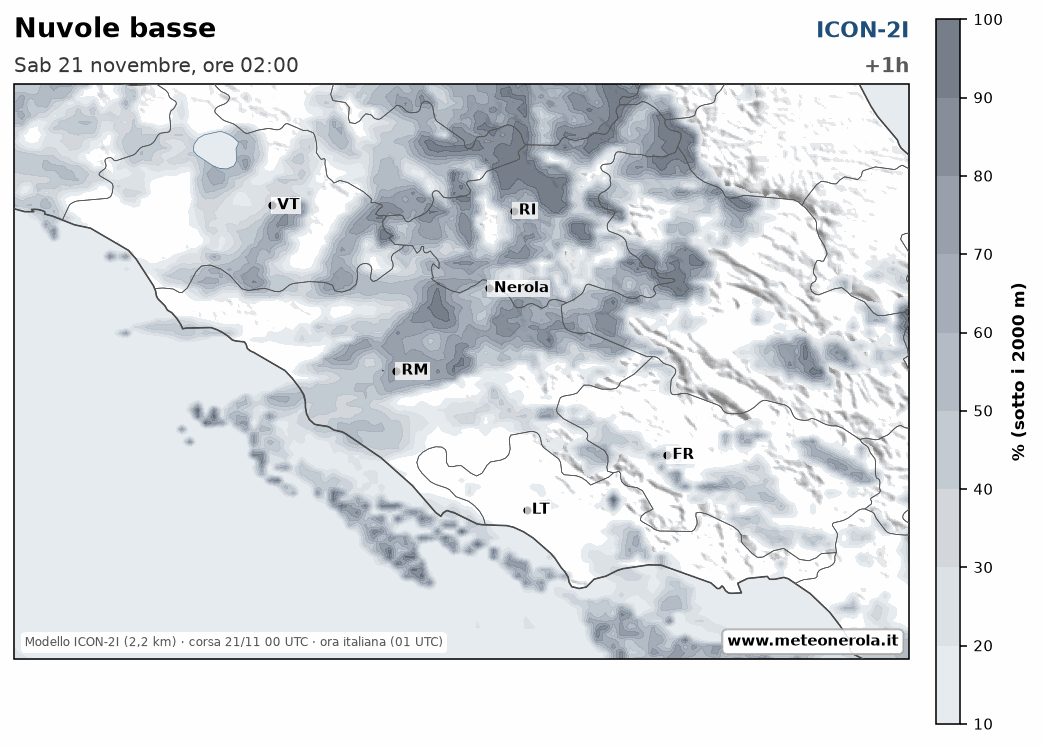 Nuvole basse
ICON-2I
Sab 21 novembre, ore 02:00
+1h
VT
RI
Nerola
RM
FR
LT
Modello ICON-2I (2,2 km) · corsa 21/11 00 UTC · ora italiana (01 UTC)
www.meteonerola.it
100
90
80
70
60
50
40
30
20
10
% (sotto i 2000 m)